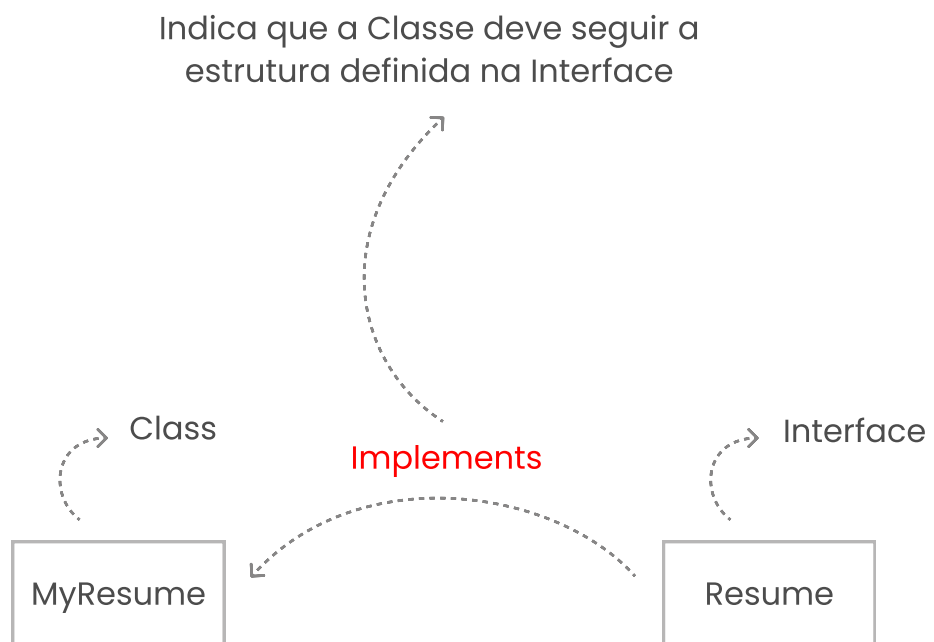 Indica que a Classe deve seguir a
estrutura definida na Interface
Class
Interface
Implements
MyResume
Resume